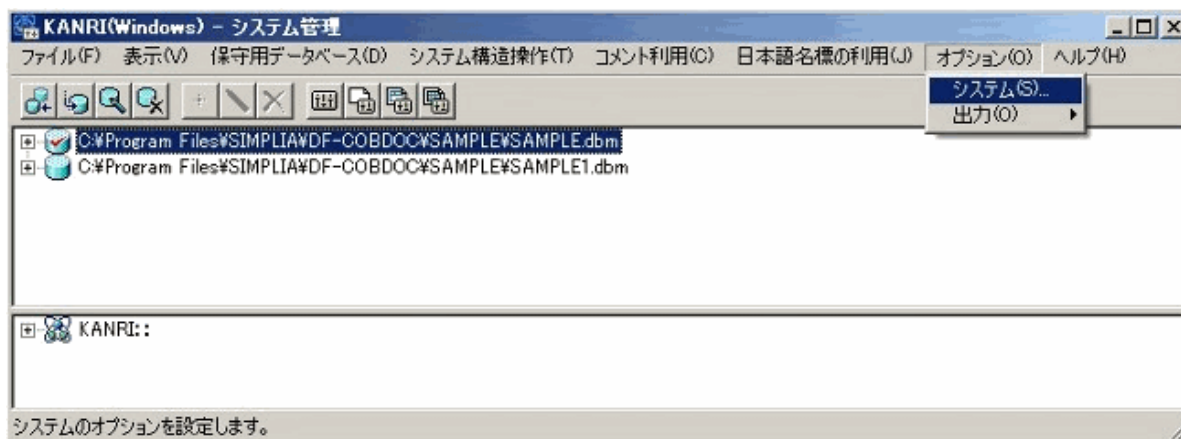 KANRI(Windows) - システム管理
ファイル(F) 表示(V) 保守用データベース(D) システム構造操作(T) コメント利用(C) 日本語名標の利用(J) オプション(O) ヘルプ(H)
システム(S)...
出力(O)
C:¥Program Files¥SIMPLIA¥DF-COBDOC¥SAMPLE¥SAMPLE.dbm
C:¥Program Files¥SIMPLIA¥DF-COBDOC¥SAMPLE¥SAMPLE1.dbm
KANRI::
システムのオプションを設定します。